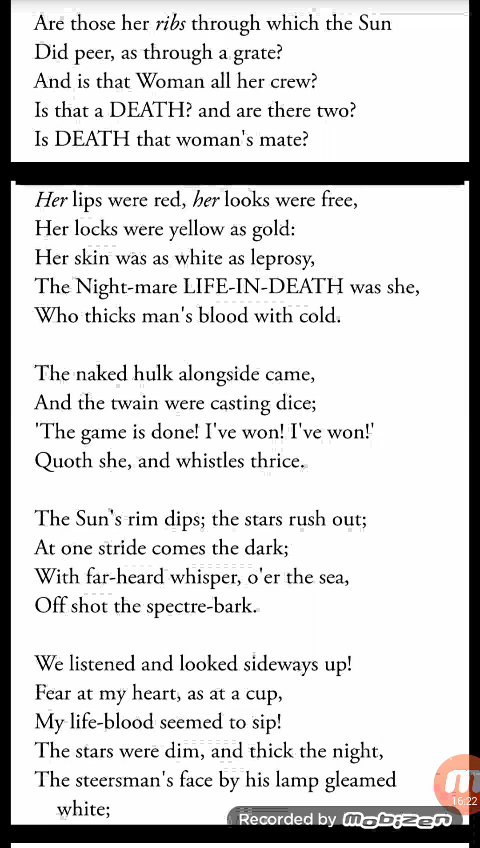 Are those her ribs through which the Sun
Did peer, as through a grate?
And is that Woman all her crew?
Is that a DEATH? and are there two?
Is DEATH that woman's mate?
Her lips were red, her looks were free,
Her locks were yellow as gold:
Her skin was as white as leprosy,
The Night-mare LIFE-IN-DEATH was she,
Who thicks man's blood with cold.
The naked hulk alongside came,
And the twain were casting dice;
'The game is done! I've won! I've won!'
Quoth she, and whistles thrice.
The Sun's rim dips; the stars rush out;
At one stride comes the dark;
With far-heard whisper, o'er the sea,
Off shot the spectre-bark.
We listened and looked sideways up!
Fear at my heart, as at a cup,
My life-blood seemed to sip!
The stars were dim, and thick the night,
The steersman's face by his lamp gleamed
white;
16:22
Recorded by mobizen